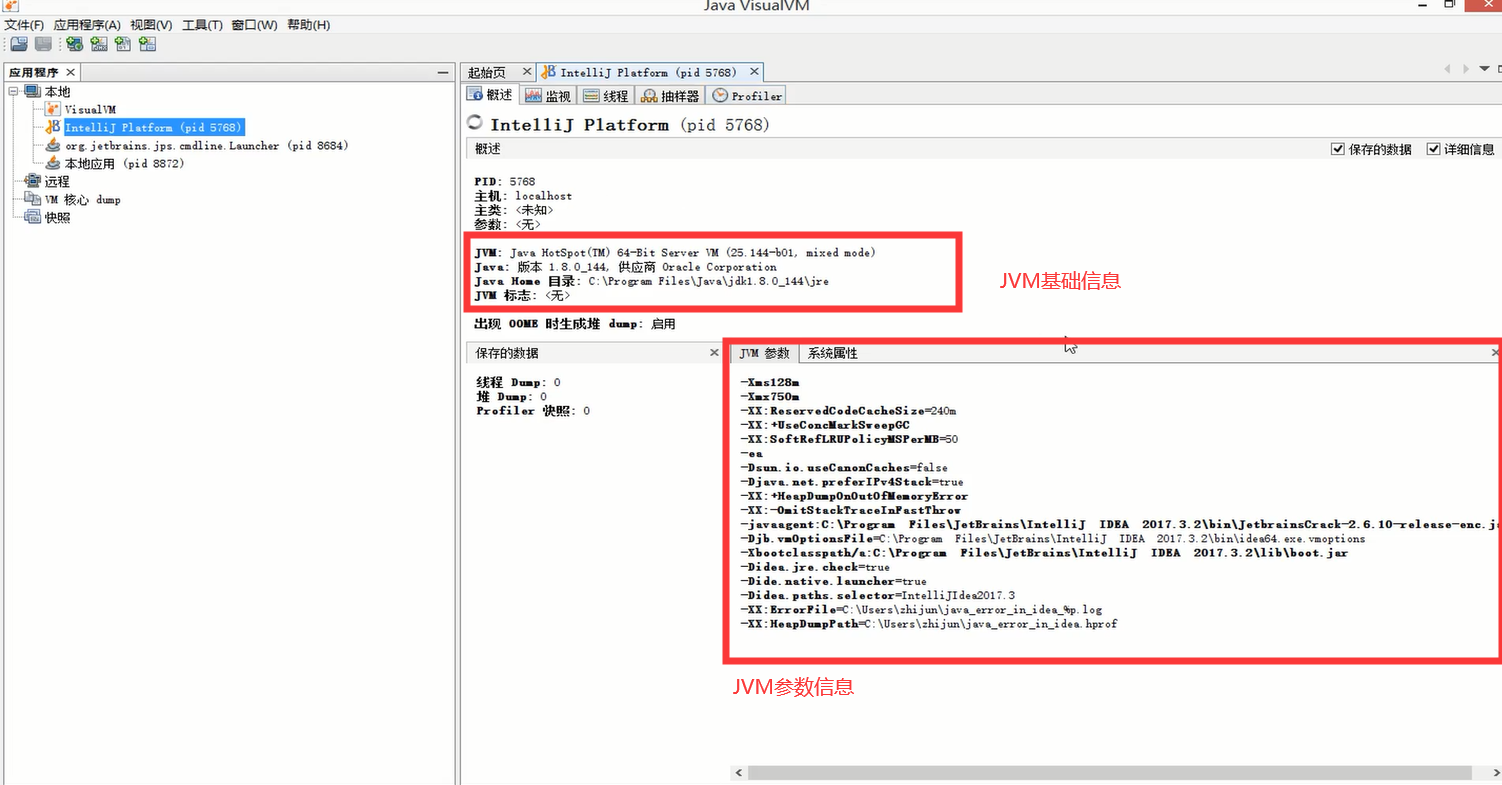 Java VisualVM
文件(F) 应用程序(A) 视图(V) 工具(T) 窗口(W) 帮助(H)
应用程序
本地
VisualVM
IntelliJ Platform (pid 5768)
org.jetbrains.jps.cmdline.Launcher (pid 8684)
本地应用 (pid 8872)
远程
VM 核心 dump
快照
起始页 IntelliJ Platform (pid 5768)
概述 监视 线程 抽样器 Profiler
IntelliJ Platform (pid 5768)
概述 保存的数据 详细信息
PID: 5768
主机: localhost
主类: <未知>
参数: <无>
JVM: Java HotSpot(TM) 64-Bit Server VM (25.144-b01, mixed mode)
Java: 版本 1.8.0_144, 供应商 Oracle Corporation
Java Home 目录: C:\Program Files\Java\jdk1.8.0_144\jre
JVM 标志: <无>
JVM基础信息
出现 OOME 时生成堆 dump: 启用
保存的数据
线程 Dump: 0
堆 Dump: 0
Profiler 快照: 0
JVM 参数 系统属性
-Xms128m
-Xmx750m
-XX:ReservedCodeCacheSize=240m
-XX:+UseConcMarkSweepGC
-XX:SoftRefLRUPolicyMSPerMB=50
-ea
-Dsun.io.useCanonCaches=false
-Djava.net.preferIPv4Stack=true
-XX:+HeapDumpOnOutOfMemoryError
-XX:-OmitStackTraceInFastThrow
-javaagent:C:\Program Files\JetBrains\IntelliJ IDEA 2017.3.2\bin\JetbrainsCrack-2.6.10-release-enc.j
-Djb.vmOptionsFile=C:\Program Files\JetBrains\IntelliJ IDEA 2017.3.2\bin\idea64.exe.vmoptions
-Xbootclasspath/a:C:\Program Files\JetBrains\IntelliJ IDEA 2017.3.2\lib\boot.jar
-Didea.jre.check=true
-Dide.native.launcher=true
-Didea.paths.selector=IntelliJIdea2017.3
-XX:ErrorFile=C:\Users\zhijun\java_error_in_idea_%p.log
-XX:HeapDumpPath=C:\Users\zhijun\java_error_in_idea.hprof
JVM参数信息